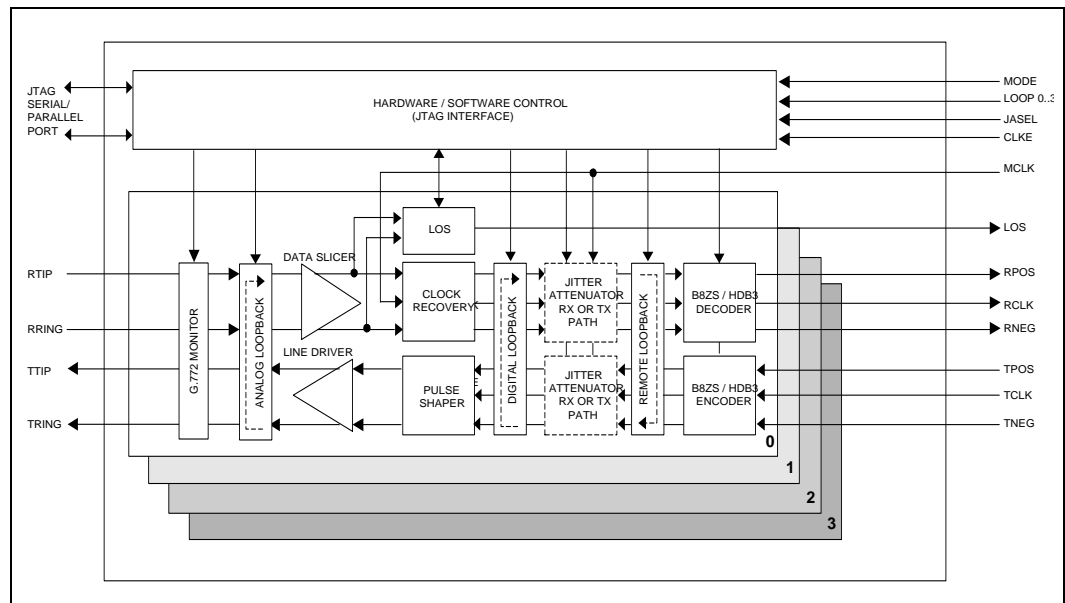 JTAG
SERIAL/
PARALLEL
PORT
HARDWARE / SOFTWARE CONTROL
(JTAG INTERFACE)
MODE
LOOP 0..3
JASEL
CLKE
MCLK
LOS
LOS
RTIP
RRING
TTIP
TRING
G.772 MONITOR
ANALOG LOOPBACK
DATA SLICER
LINE DRIVER
CLOCK
RECOVERY
PULSE
SHAPER
DIGITAL LOOPBACK
JITTER
ATTENUATOR
RX OR TX
PATH
JITTER
ATTENUATOR
RX OR TX
PATH
REMOTE LOOPBACK
B8ZS / HDB3
DECODER
B8ZS / HDB3
ENCODER
RPOS
RCLK
RNEG
TPOS
TCLK
TNEG
0
1
2
3